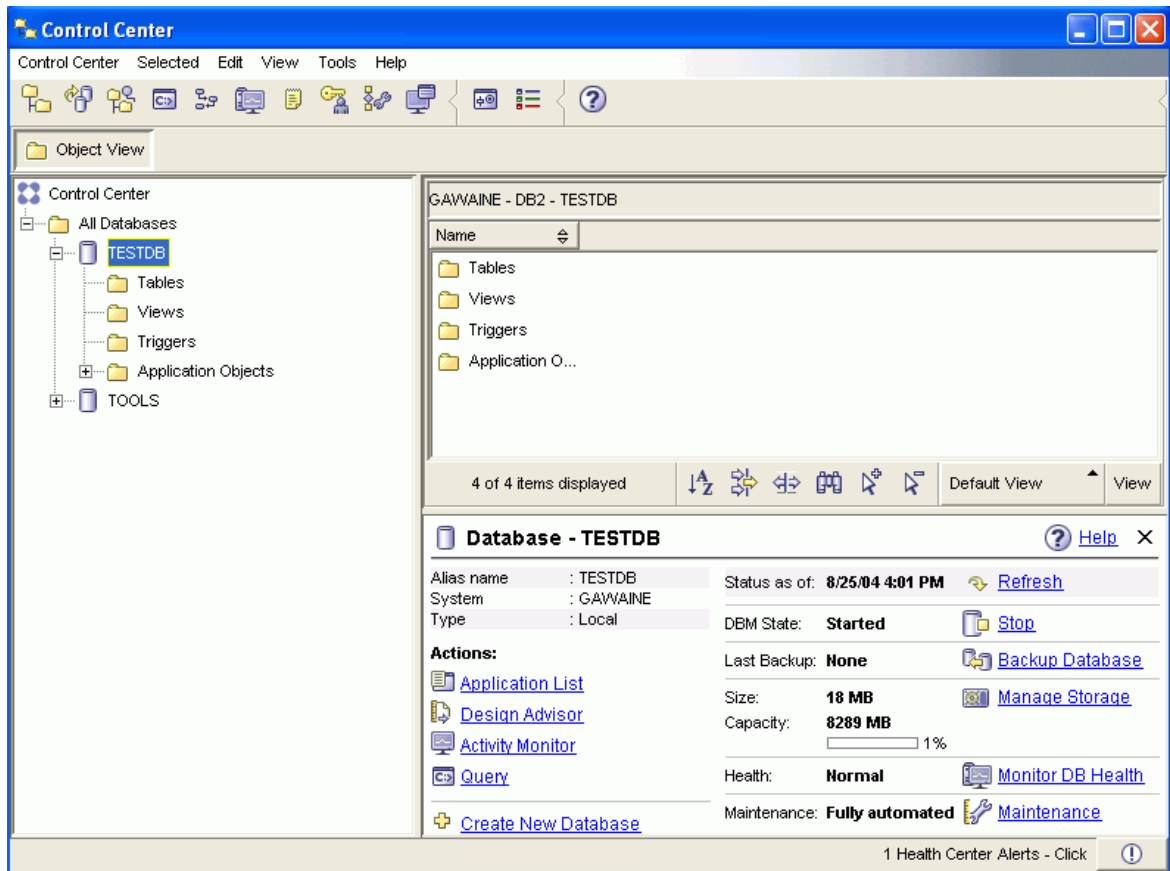 Control Center
Control Center Selected Edit View Tools Help
Object View
Control Center
All Databases
TESTDB
Tables
Views
Triggers
Application Objects
TOOLS
GAWAINE - DB2 - TESTDB
Name
Tables
Views
Triggers
Application O...
4 of 4 items displayed
Default View
View
Database - TESTDB
Help
Alias name : TESTDB
System : GAWAINE
Type : Local
Actions:
Application List
Design Advisor
Activity Monitor
Query
Create New Database
Status as of: 8/25/04 4:01 PM Refresh
DBM State: Started Stop
Last Backup: None Backup Database
Size: 18 MB Manage Storage
Capacity: 8289 MB
1%
Health: Normal Monitor DB Health
Maintenance: Fully automated Maintenance
1 Health Center Alerts - Click